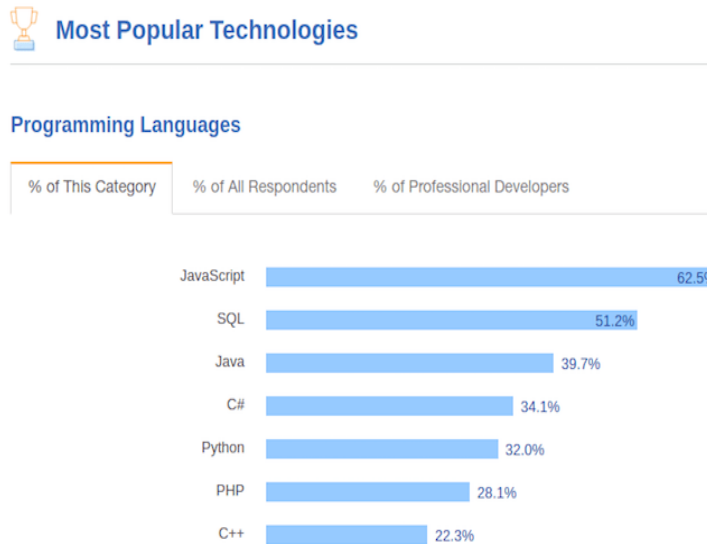 Most Popular Technologies
Programming Languages
% of This Category % of All Respondents % of Professional Developers
JavaScript 62.5%
SQL 51.2%
Java 39.7%
C# 34.1%
Python 32.0%
PHP 28.1%
C++ 22.3%